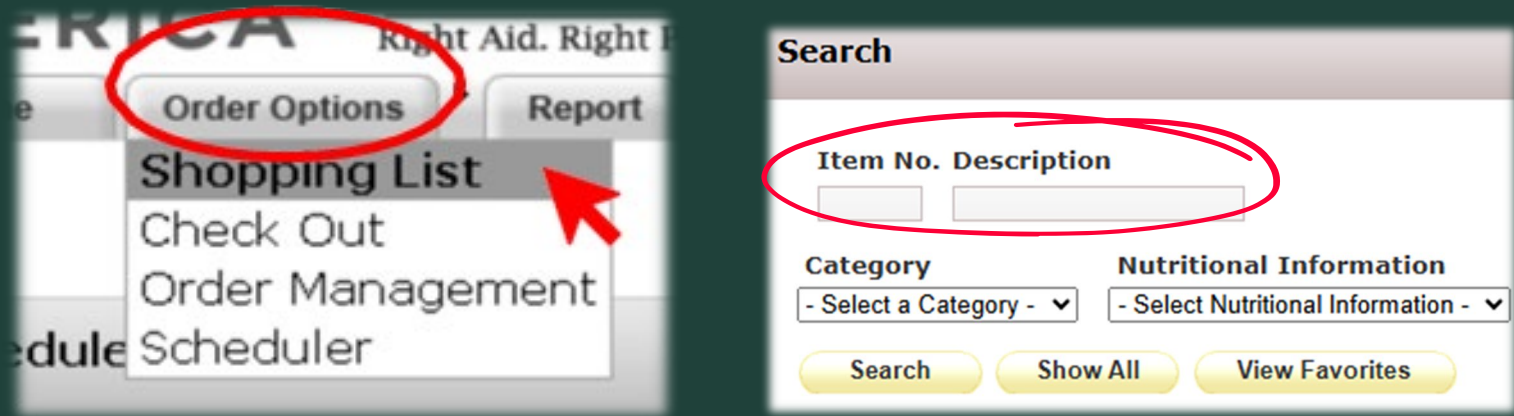 ERICA Right Aid. Right
Order Options Report
Shopping List
Check Out
Order Management
Scheduler
Search
Item No. Description
Category Nutritional Information
- Select a Category - - Select Nutritional Information -
Search Show All View Favorites